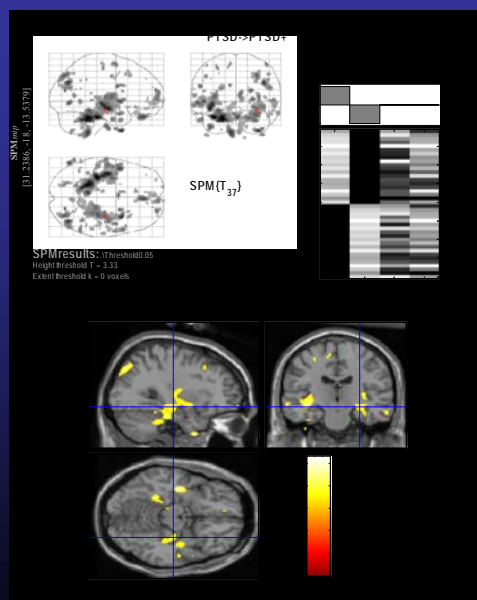 PTSD->PTSD+
SPMmip
[31.2386, -18, -13.5379]
SPM{T37}
SPMresults: .\Threshold0.05
Height threshold T = 3.33
Extent threshold k = 0 voxels